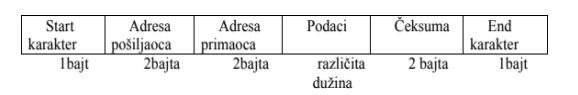 Start Adresa Adresa Podaci Čeksuma End
karakter pošiljaoca primaoca karakter
1bajt 2bajta 2bajta različita 2 bajta 1bajt
dužina